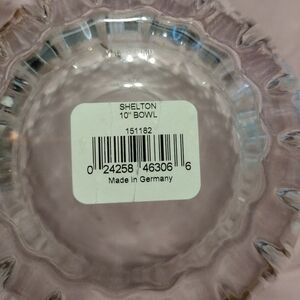 SHELTON
10" BOWL
151182
0 24258 46306 6
Made in Germany